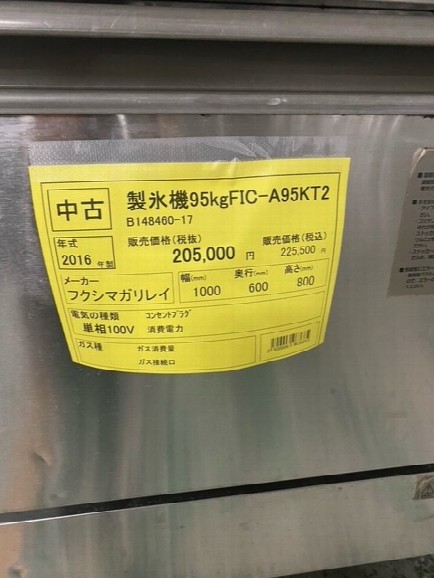 中古
製氷機95kgFIC-A95KT2
B148460-17
年式
2016 年製
販売価格(税抜)
205,000 円
販売価格(税込)
225,500 円
メーカー
フクシマガリレイ
幅(mm) 奥行(mm) 高さ(mm)
1000 600 800
電気の種類 コンセントプラグ
単相100V 消費電力
ガス種 ガス消費量
ガス接続口